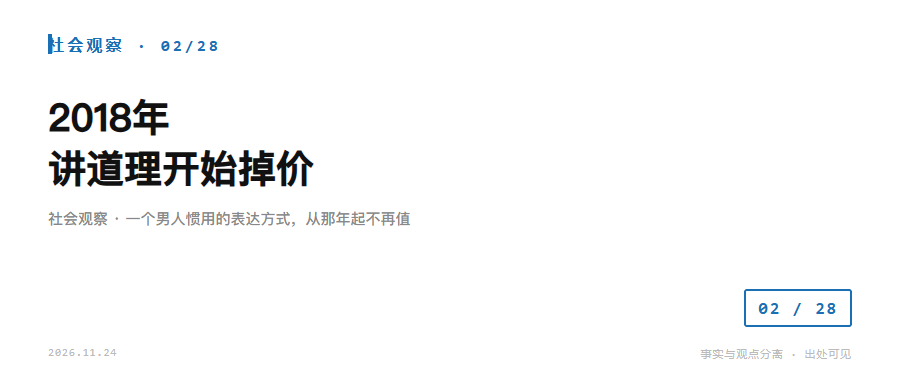 社会观察 · 02/28
2018年
讲道理开始掉价
社会观察 · 一个男人惯用的表达方式，从那年起不再值
02 / 28
2026.11.24
事实与观点分离 · 出处可见